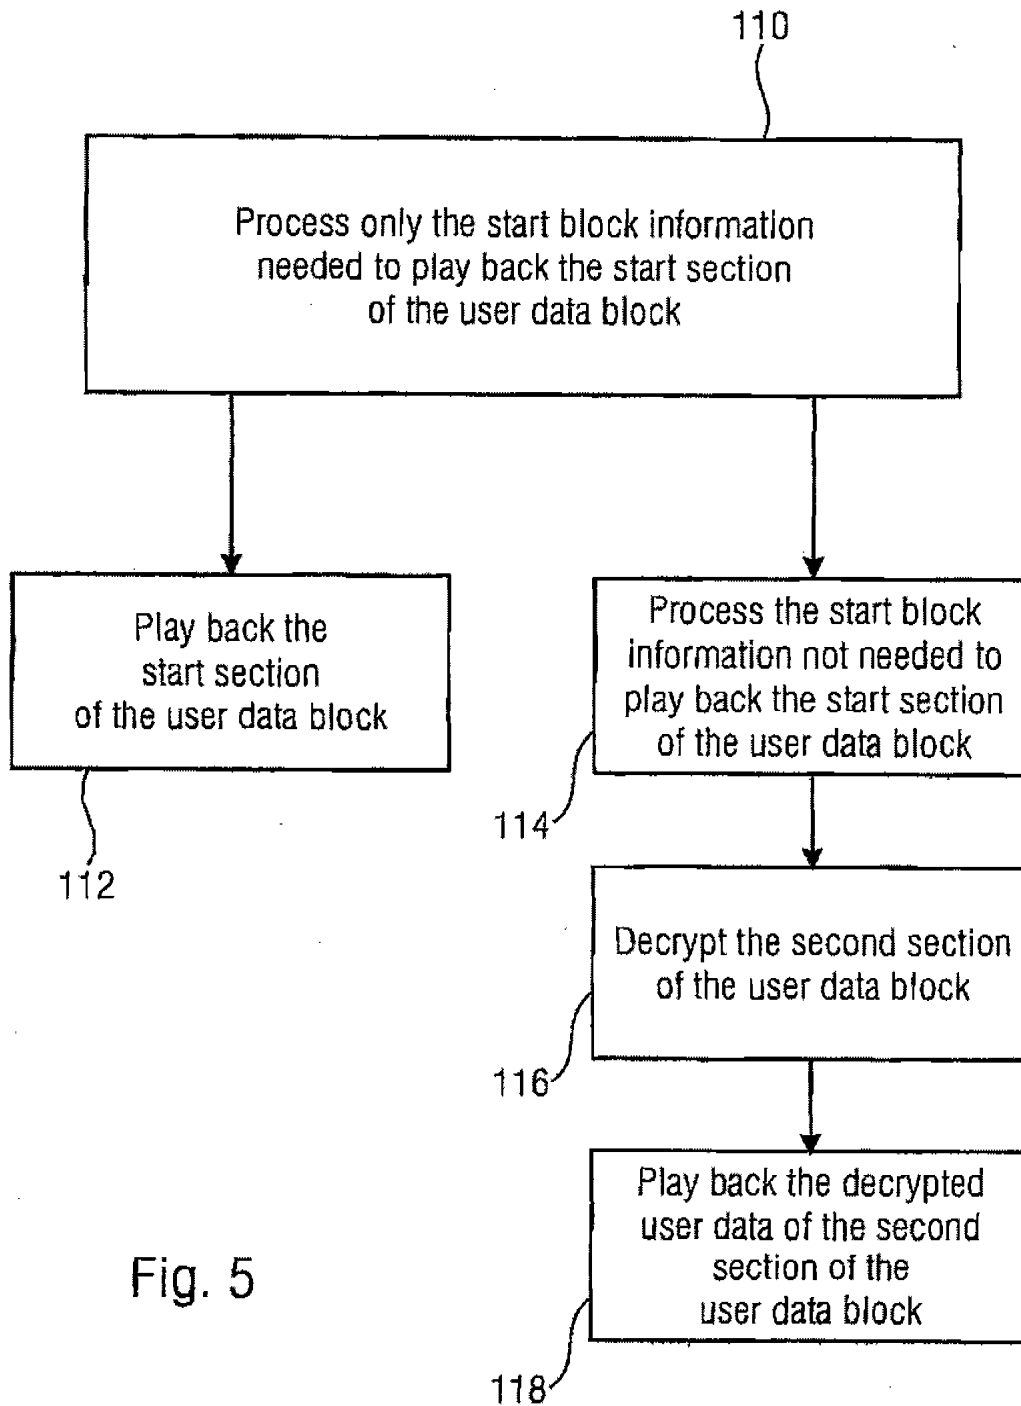 110
Process only the start block information
needed to play back the start section
of the user data block
Play back the
start section
of the user data block
112
Process the start block
information not needed to
play back the start section
of the user data block
114
Decrypt the second section
of the user data block
116
Play back the decrypted
user data of the second
section of the
user data block
118
Fig. 5